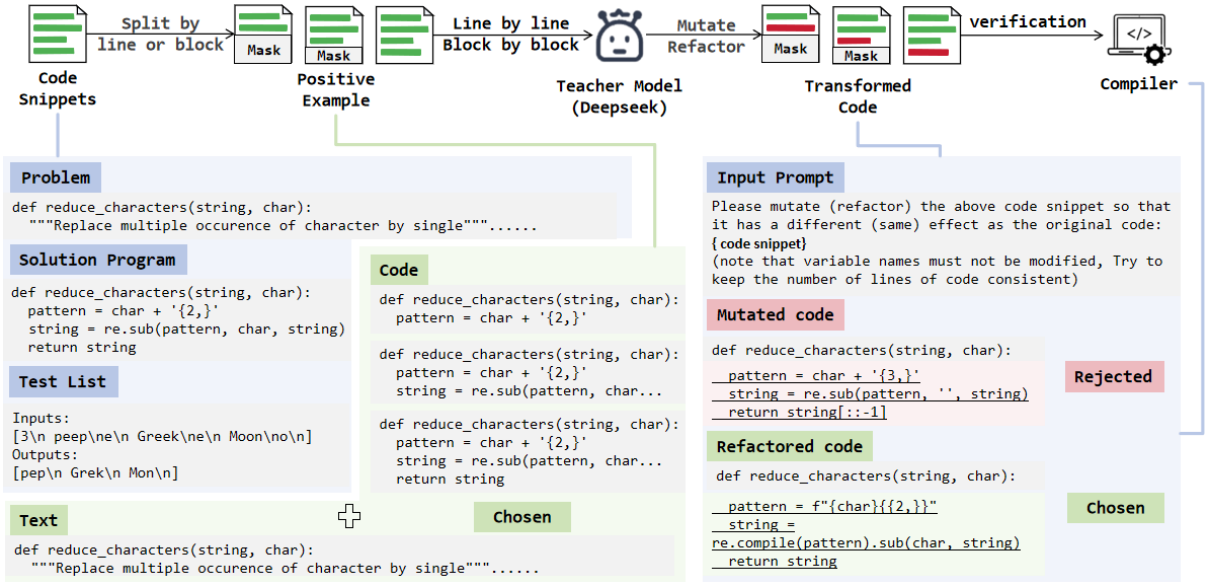 Split by
line or block
Mask
Mask
Line by line
Block by block
Mutate
Refactor
Mask
Mask
verification
</>
Code
Snippets
Positive
Example
Teacher Model
(Deepseek)
Transformed
Code
Compiler
Problem
def reduce_characters(string, char):
"""Replace multiple occurence of character by single"""......
Solution Program
def reduce_characters(string, char):
pattern = char + '{2,}'
string = re.sub(pattern, char, string)
return string
Test List
Inputs:
[3\n peep\ne\n Greek\ne\n Moon\no\n]
Outputs:
[pep\n Grek\n Mon\n]
Code
def reduce_characters(string, char):
pattern = char + '{2,}'
def reduce_characters(string, char):
pattern = char + '{2,}'
string = re.sub(pattern, char...
def reduce_characters(string, char):
pattern = char + '{2,}'
string = re.sub(pattern, char...
return string
Text
Chosen
def reduce_characters(string, char):
"""Replace multiple occurence of character by single"""......
Input Prompt
Please mutate (refactor) the above code snippet so that
it has a different (same) effect as the original code:
{ code snippet}
(note that variable names must not be modified, Try to
keep the number of lines of code consistent)
Mutated code
def reduce_characters(string, char):
pattern = char + '{3,}'
string = re.sub(pattern, '', string)
return string[::-1]
Rejected
Refactored code
def reduce_characters(string, char):
pattern = f"{char}{{2,}}"
string =
re.compile(pattern).sub(char, string)
return string
Chosen